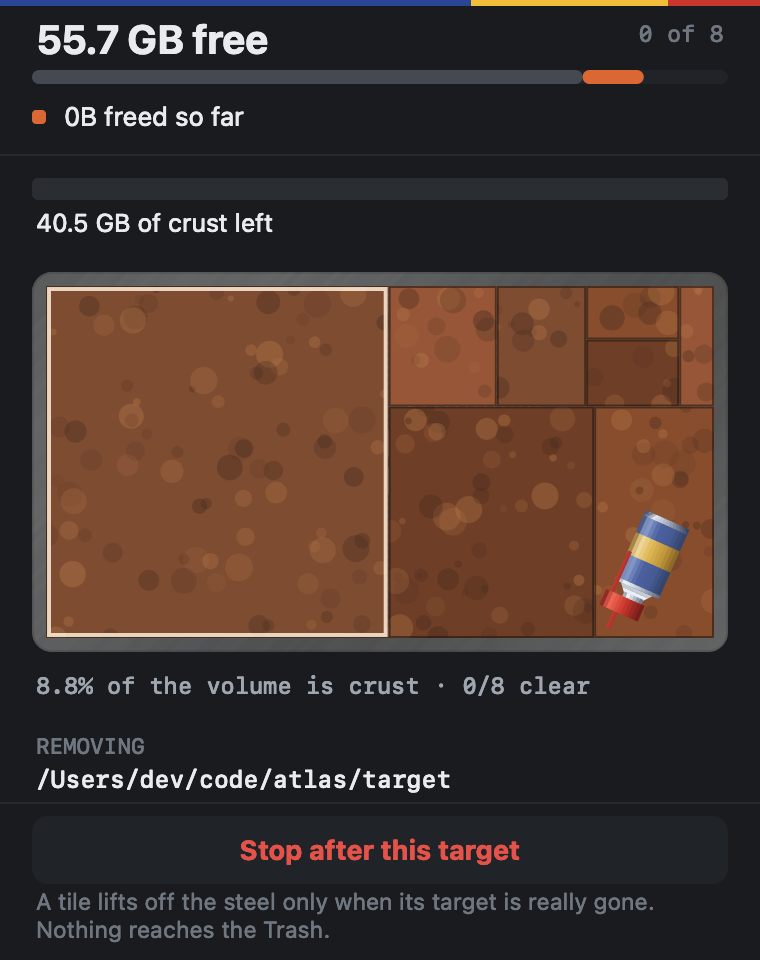 55.7 GB free
0 of 8
0B freed so far
40.5 GB of crust left
8.8% of the volume is crust · 0/8 clear
REMOVING
/Users/dev/code/atlas/target
Stop after this target
A tile lifts off the steel only when its target is really gone.
Nothing reaches the Trash.